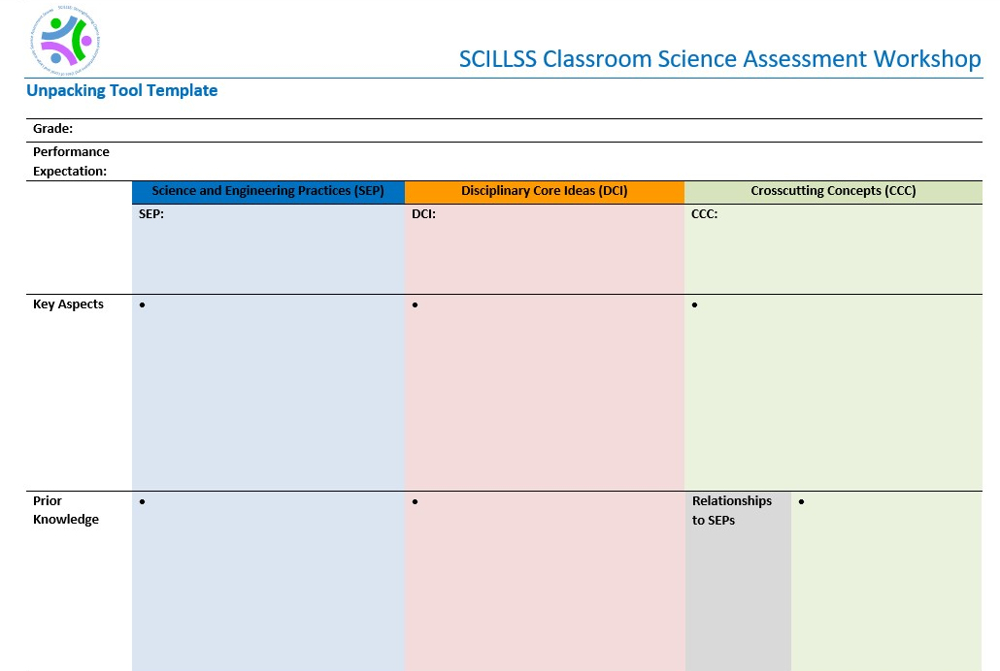 SCILLSS Classroom Science Assessment Workshop
Unpacking Tool Template
Grade:
Performance
Expectation:
Science and Engineering Practices (SEP) Disciplinary Core Ideas (DCI) Crosscutting Concepts (CCC)
SEP: DCI: CCC:
Key Aspects • • •
Prior • • Relationships •
Knowledge to SEPs